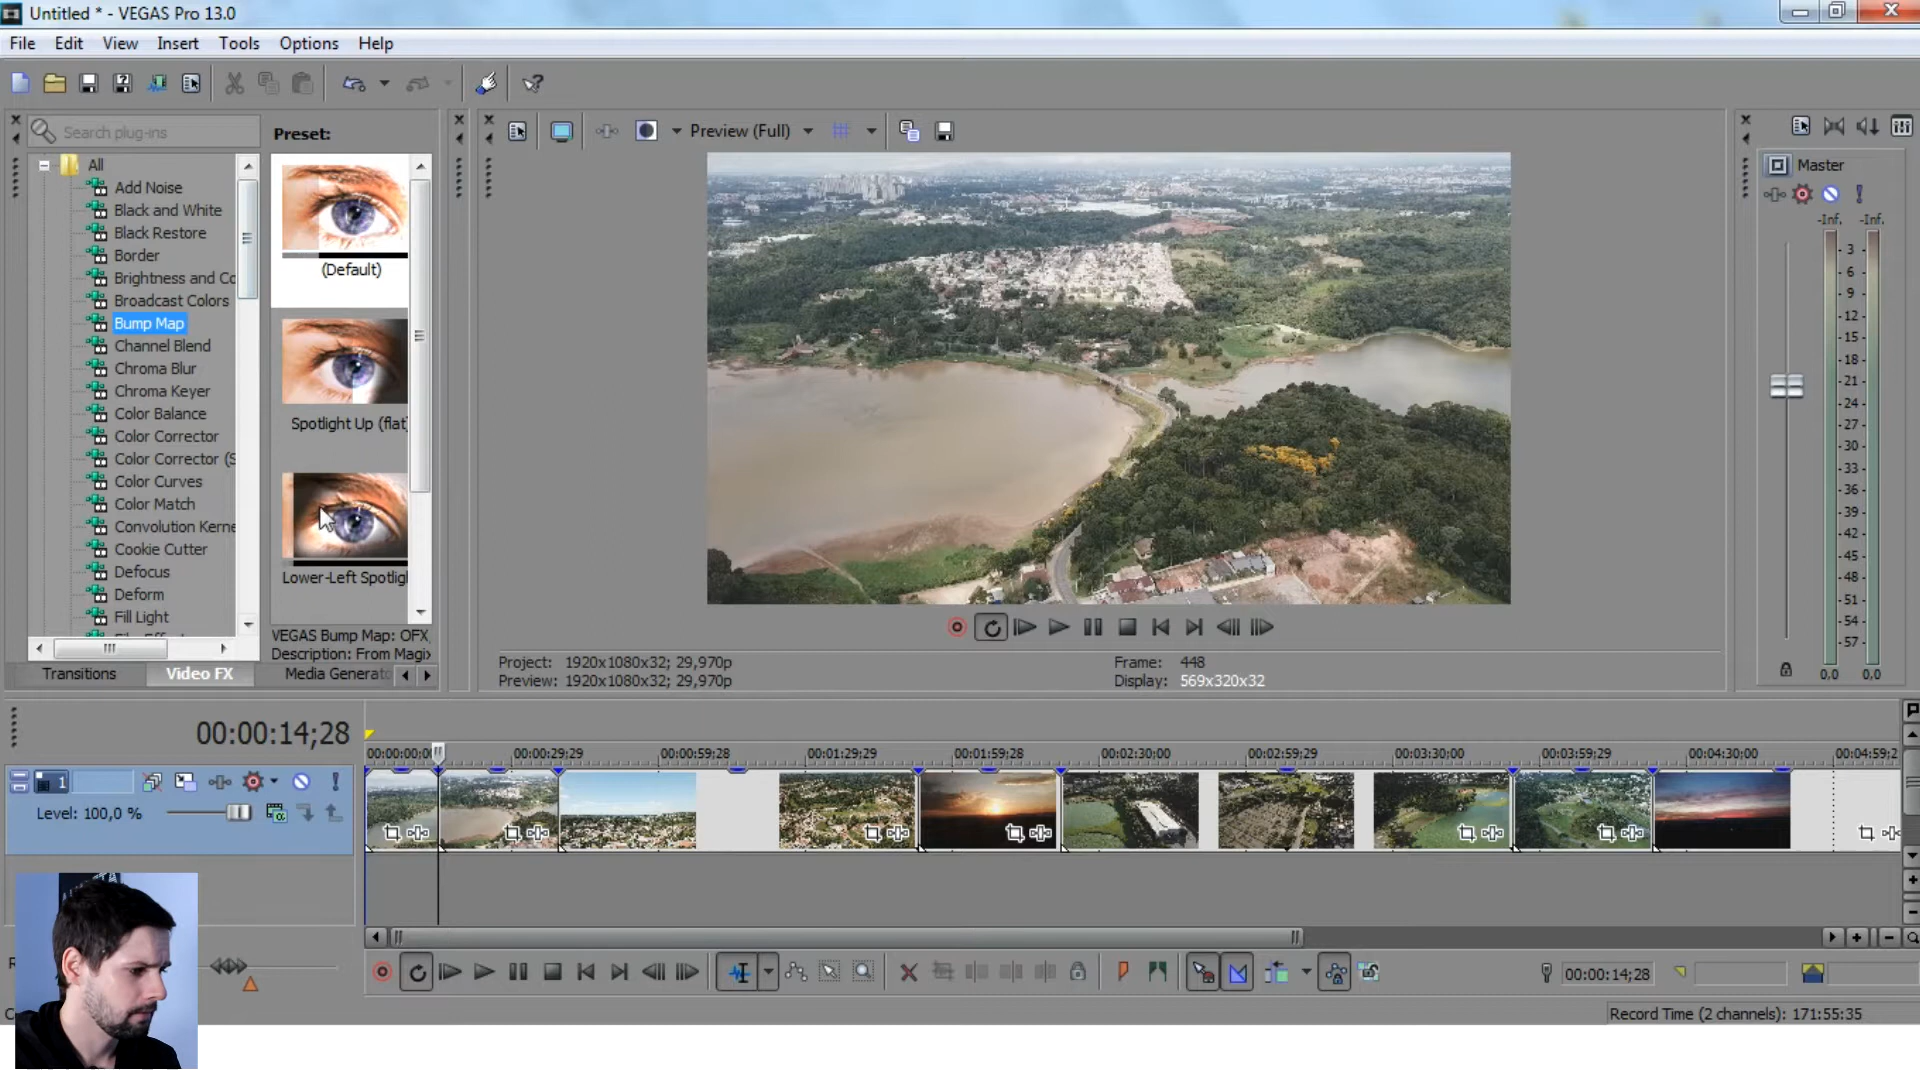 Untitled * - VEGAS Pro 13.0
File Edit View Insert Tools Options Help
Search plug-ins
Preset:
Preview (Full)
All
Add Noise
Black and White
Black Restore
Border
Brightness and Co
Broadcast Colors
Bump Map
Channel Blend
Chroma Blur
Chroma Keyer
Color Balance
Color Corrector
Color Corrector (S
Color Curves
Color Match
Convolution Kerne
Cookie Cutter
Defocus
Deform
Fill Light
(Default)
Spotlight Up (flat)
Lower-Left Spotlig
VEGAS Bump Map: OFX,
Description: From Magix
Transitions Video FX Media Generato
Project: 1920x1080x32; 29,970p
Preview: 1920x1080x32; 29,970p
Frame: 448
Display: 569x320x32
Master
-Inf. -Inf.
3
6
9
12
15
18
21
24
27
30
33
36
39
42
45
48
51
54
57
0,0 0,0
00:00:14;28
00:00:00;0 00:00:29;29 00:00:59;28 00:01:29;29 00:01:59;28 00:02:30;00 00:02:59;29 00:03:30;00 00:03:59;29 00:04:30;00 00:04:59;2
1
Level: 100,0 %
00:00:14;28
Record Time (2 channels): 171:55:35